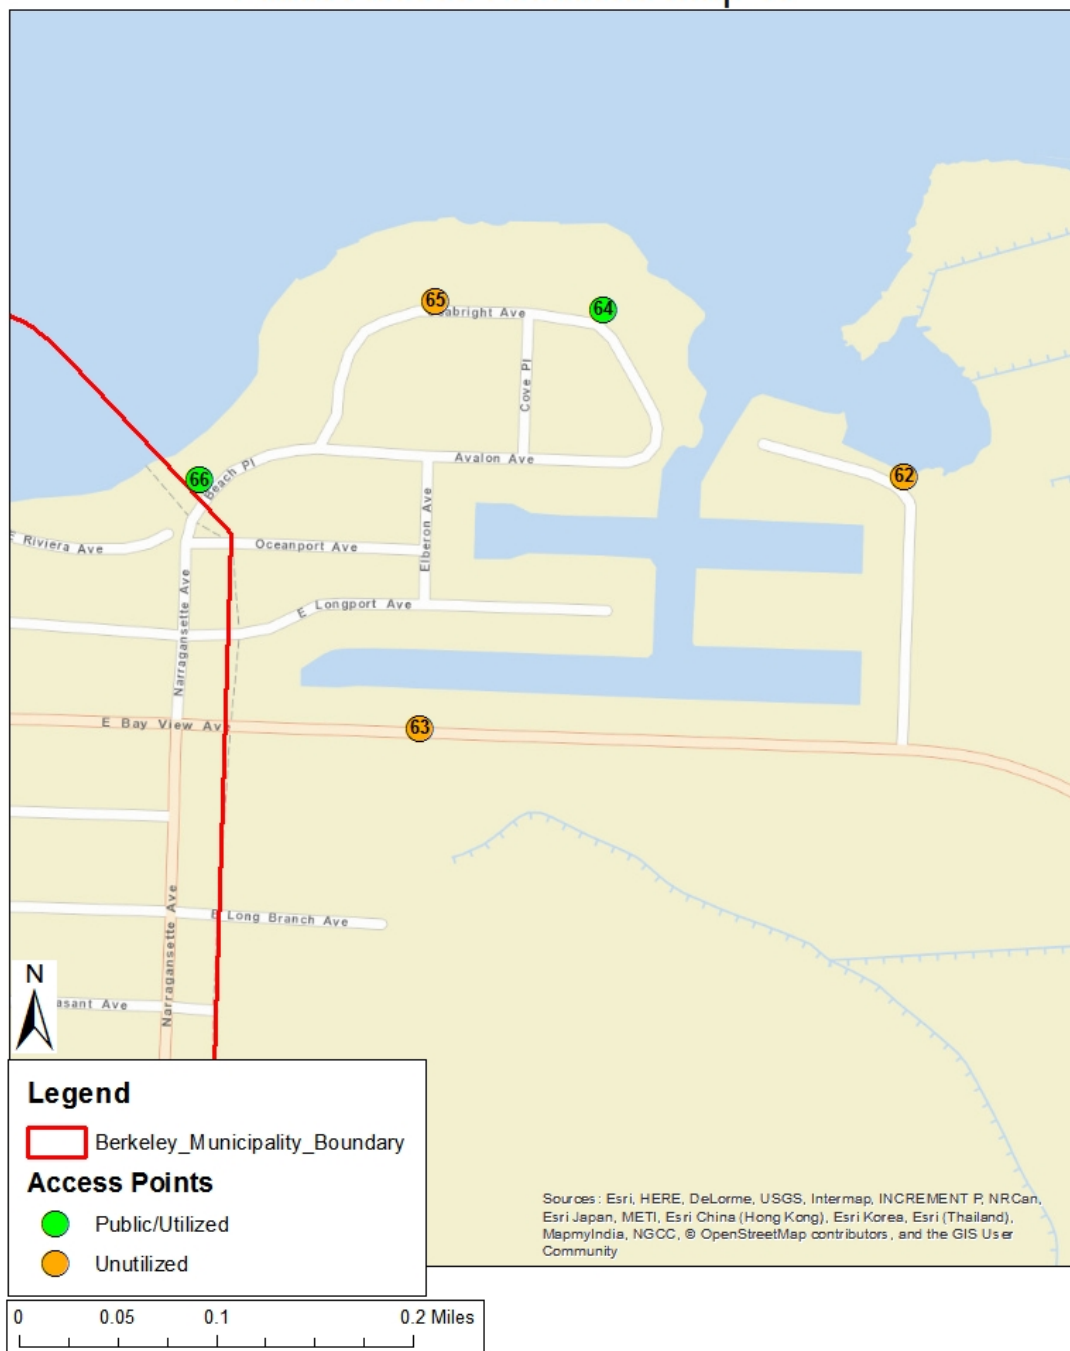 65
64
Cove Pl
66
Beach Pl
Avalon Ave
62
E Riviera Ave
Oceanport Ave
Elberon Ave
E Longport Ave
Narragansette Ave
E Bay View Av
63
Long Branch Ave
Narragansette Ave
N
asant Ave
Legend
Berkeley_Municipality_Boundary
Access Points
Public/Utilized
Unutilized
Sources: Esri, HERE, DeLorme, USGS, Intermap, INCREMENT P, NRCan,
Esri Japan, METI, Esri China (Hong Kong), Esri Korea, Esri (Thailand),
MapmyIndia, NGCC, © OpenStreetMap contributors, and the GIS User
Community
0 0.05 0.1 0.2 Miles